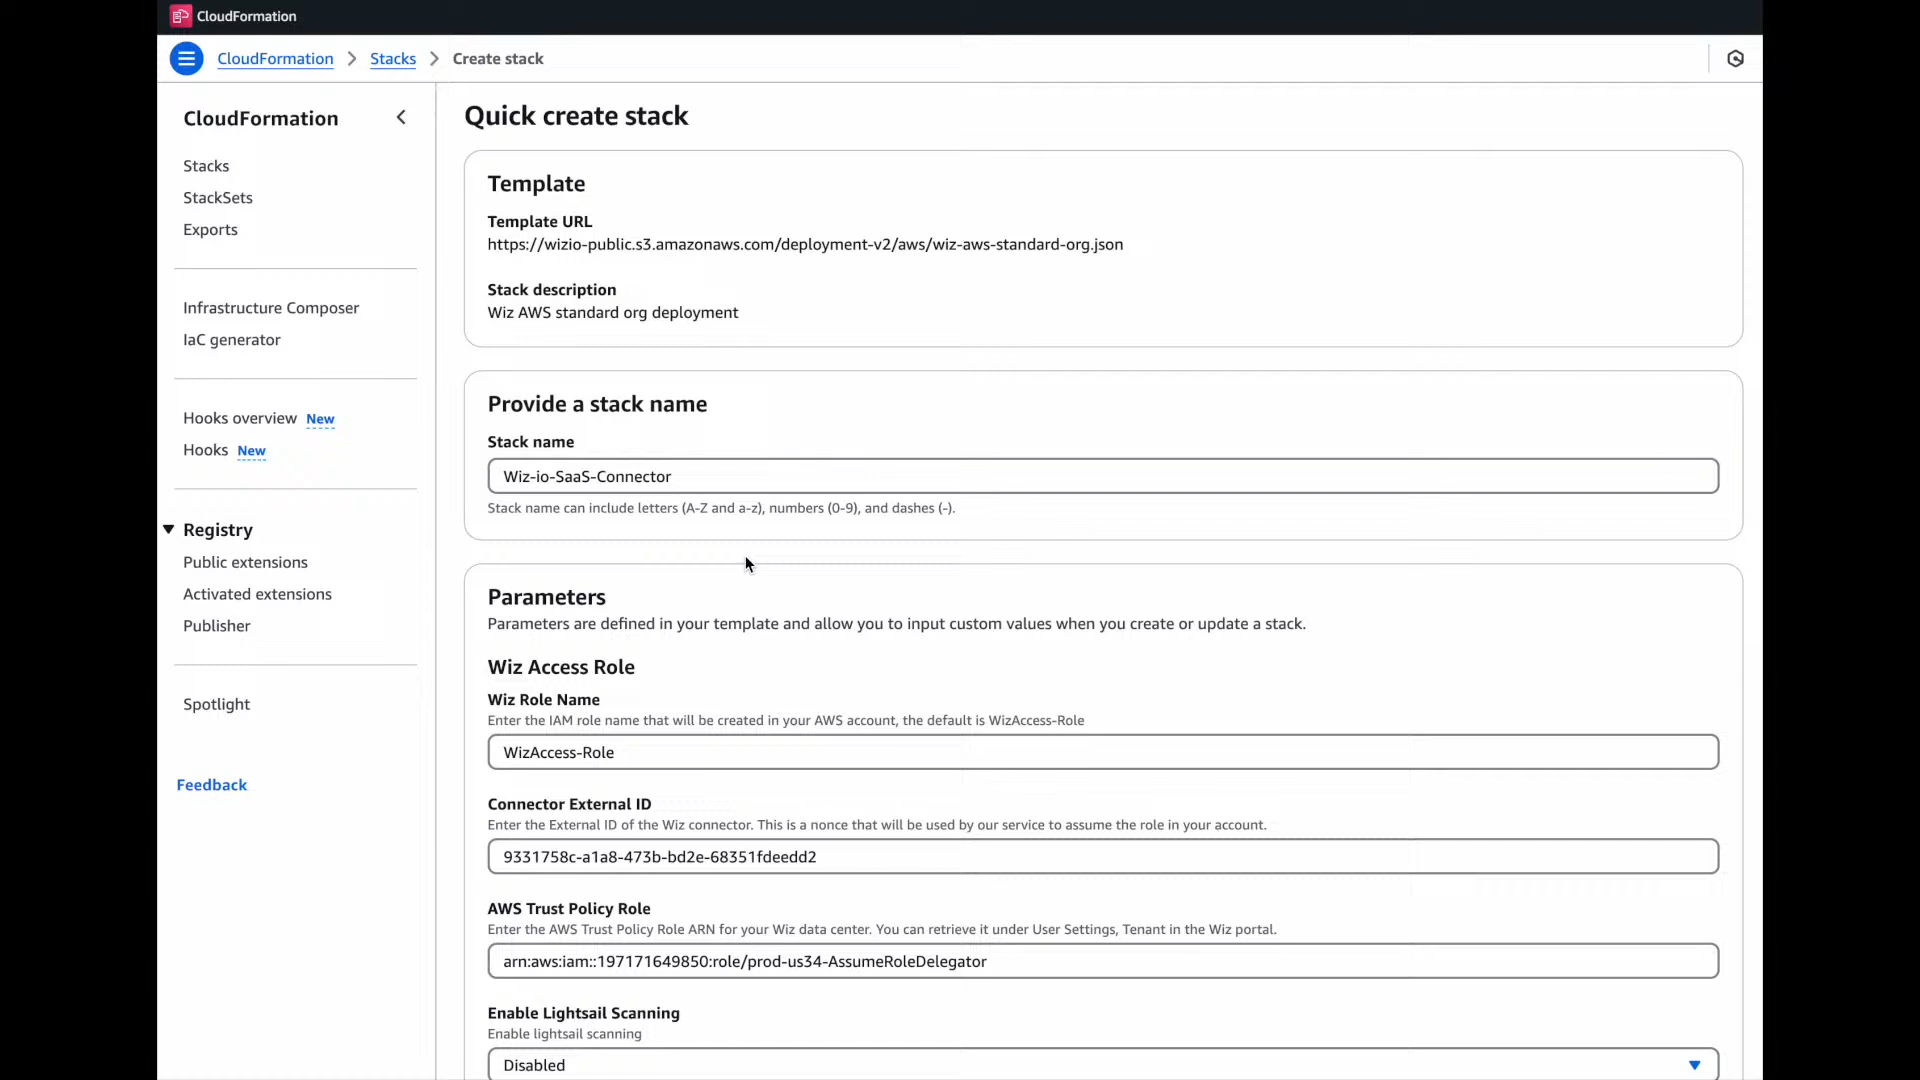 CloudFormation
CloudFormation > Stacks > Create stack
CloudFormation
Stacks
StackSets
Exports
Infrastructure Composer
IaC generator
Hooks overview New
Hooks New
Registry
Public extensions
Activated extensions
Publisher
Spotlight
Feedback
Quick create stack
Template
Template URL
https://wizio-public.s3.amazonaws.com/deployment-v2/aws/wiz-aws-standard-org.json
Stack description
Wiz AWS standard org deployment
Provide a stack name
Stack name
Wiz-io-SaaS-Connector
Stack name can include letters (A-Z and a-z), numbers (0-9), and dashes (-).
Parameters
Parameters are defined in your template and allow you to input custom values when you create or update a stack.
Wiz Access Role
Wiz Role Name
Enter the IAM role name that will be created in your AWS account, the default is WizAccess-Role
WizAccess-Role
Connector External ID
Enter the External ID of the Wiz connector. This is a nonce that will be used by our service to assume the role in your account.
9331758c-a1a8-473b-bd2e-68351fdeedd2
AWS Trust Policy Role
Enter the AWS Trust Policy Role ARN for your Wiz data center. You can retrieve it under User Settings, Tenant in the Wiz portal.
arn:aws:iam::197171649850:role/prod-us34-AssumeRoleDelegator
Enable Lightsail Scanning
Enable lightsail scanning
Disabled